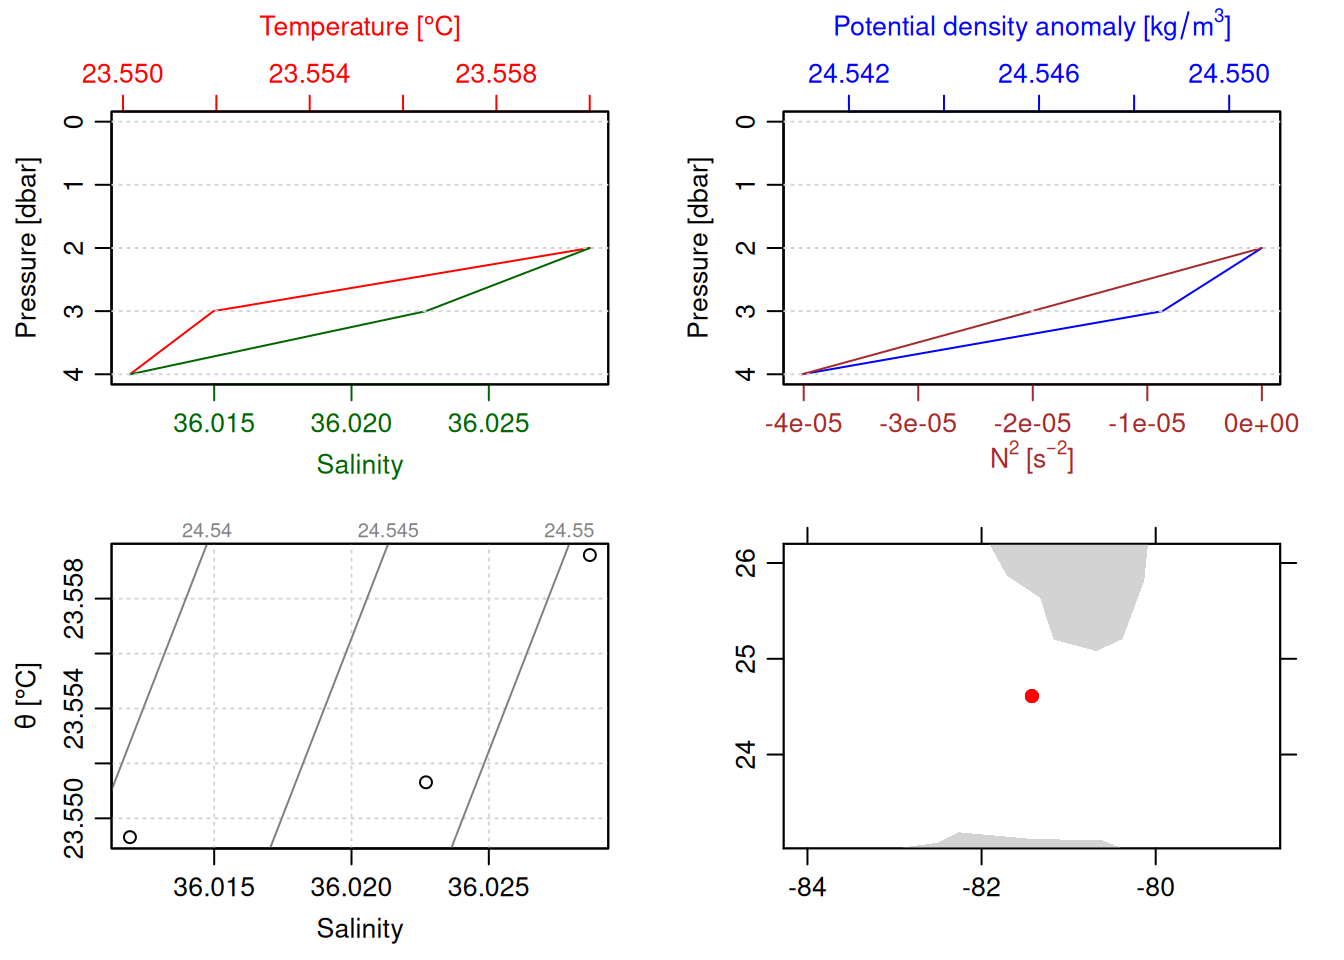 Temperature [°C]
23.550 23.554 23.558
0
1
2
3
4
Pressure [dbar]
36.015 36.020 36.025
Salinity
Potential density anomaly [kg/m³]
24.542 24.546 24.550
0
1
2
3
4
Pressure [dbar]
-4e-05 -3e-05 -2e-05 -1e-05 0e+00
N² [s⁻²]
24.54 24.545 24.55
23.558
23.554
23.550
θ [°C]
36.015 36.020 36.025
Salinity
26
25
24
-84 -82 -80